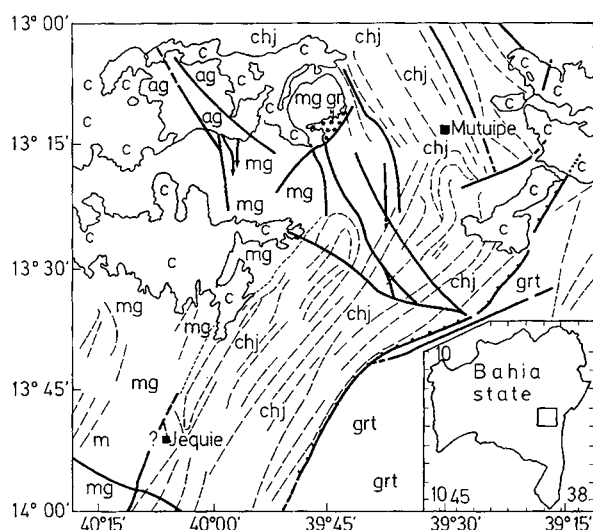 13° 00'
chj
chj
c
c
c
c
ag
ag
c
c
mg gr
c
ag
13° 15'
Mutuipe
c
chj
mg
c
mg
mg
c
c
c
mg
13° 30'
c
chj
grt
mg
mg
chj
13° 45'
mg
chj
grt
m
? Jequie
mg
grt
14° 00'
10
Bahia
state
10 45
38
40° 15'
40° 00'
39° 45'
39° 30'
39° 15'